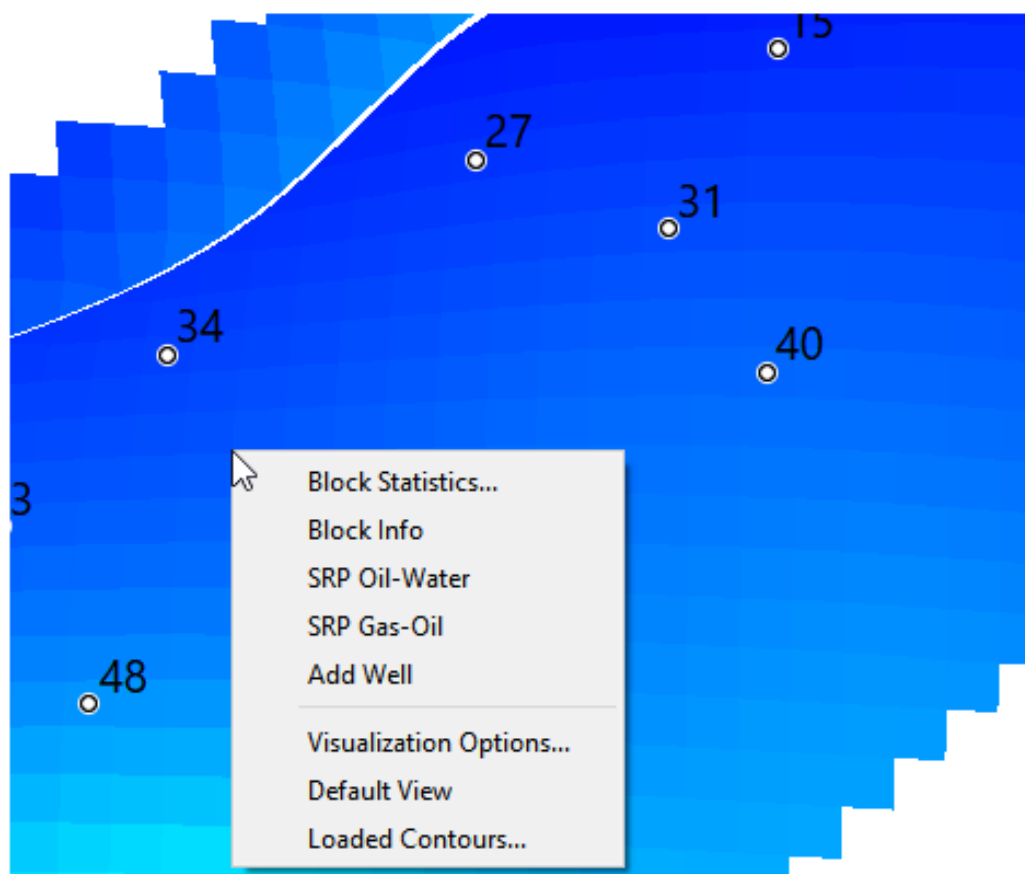 15
27
31
34
40
3
Block Statistics...
Block Info
SRP Oil-Water
SRP Gas-Oil
Add Well
48
Visualization Options...
Default View
Loaded Contours...